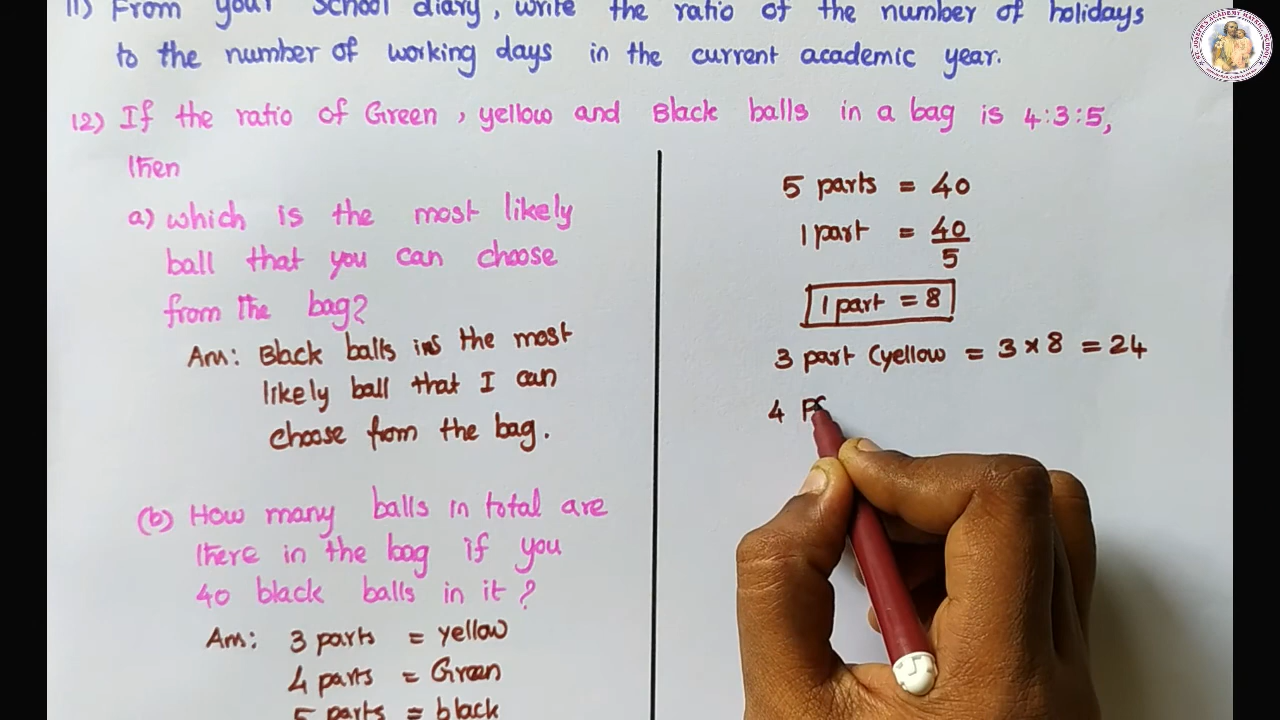 11) From your School diary, write the ratio of the number of holidays
to the number of working days in the current academic year.
12) If the ratio of Green, yellow and Black balls in a bag is 4:3:5,
then
a) which is the most likely
ball that you can choose
from the bag?
Ans: Black balls is the most
likely ball that I can
choose from the bag.
(b) How many balls in total are
there in the bag if you
40 black balls in it?
Ans: 3 parts = yellow
4 parts = Green
5 parts = black
5 parts = 40
1 part = 40/5
1 part = 8
3 part (yellow = 3 × 8 = 24
4 P